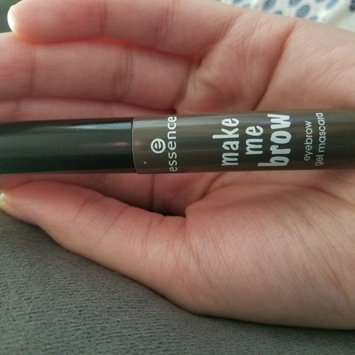 essence
make
me
brow
eyebrow
gel mascara